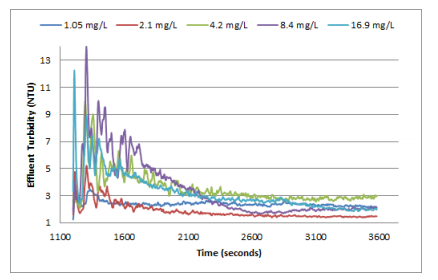 1.05 mg/L 2.1 mg/L 4.2 mg/L 8.4 mg/L 16.9 mg/L
13
11
9
7
5
3
1
Effluent Turbidity (NTU)
1100 1600 2100 2600 3100 3600
Time (seconds)